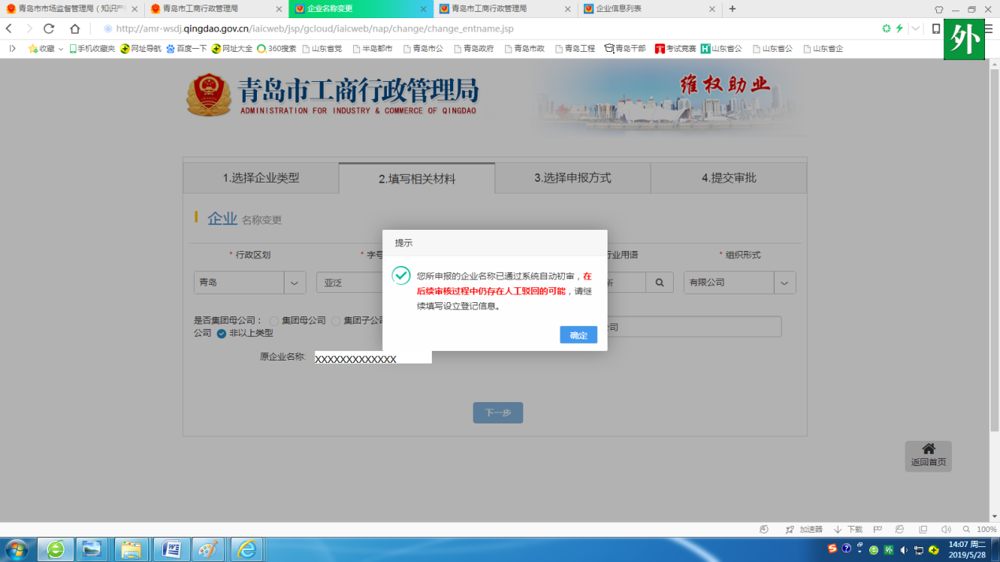 青岛市市场监督管理局（知识产
青岛市工商行政管理局
企业名称变更
青岛市工商行政管理局
企业信息列表
http://amr-wsdj.qingdao.gov.cn/iaicweb/jsp/gcloud/iaicweb/nap/change/change_entname.jsp
收藏 手机收藏夹 网址导航 百度一下 网址大全 360搜索 山东省党 半岛都市 青岛市公 青岛政府 青岛市政 青岛工程 青岛干部 考试竞赛 山东省公 山东省公 山东省企
外
青岛市工商行政管理局
ADMINISTRATION FOR INDUSTRY & COMMERCE OF QINGDAO
维权助业
1.选择企业类型 2.填写相关材料 3.选择申报方式 4.提交审批
企业 名称变更
* 行政区划 * 字号 行业用语 * 组织形式
青岛 亚泛 所 有限公司
提示
您所申报的企业名称已通过系统自动初审，在
后续审核过程中仍存在人工驳回的可能，请继
续填写设立登记信息。
确定
是否集团母公司： 集团母公司 集团子公司
公司 非以上类型
公司
原企业名称: XXXXXXXXXXXXX
下一步
返回首页
加速器 下载 100%
外
14:07 周二
2019/5/28